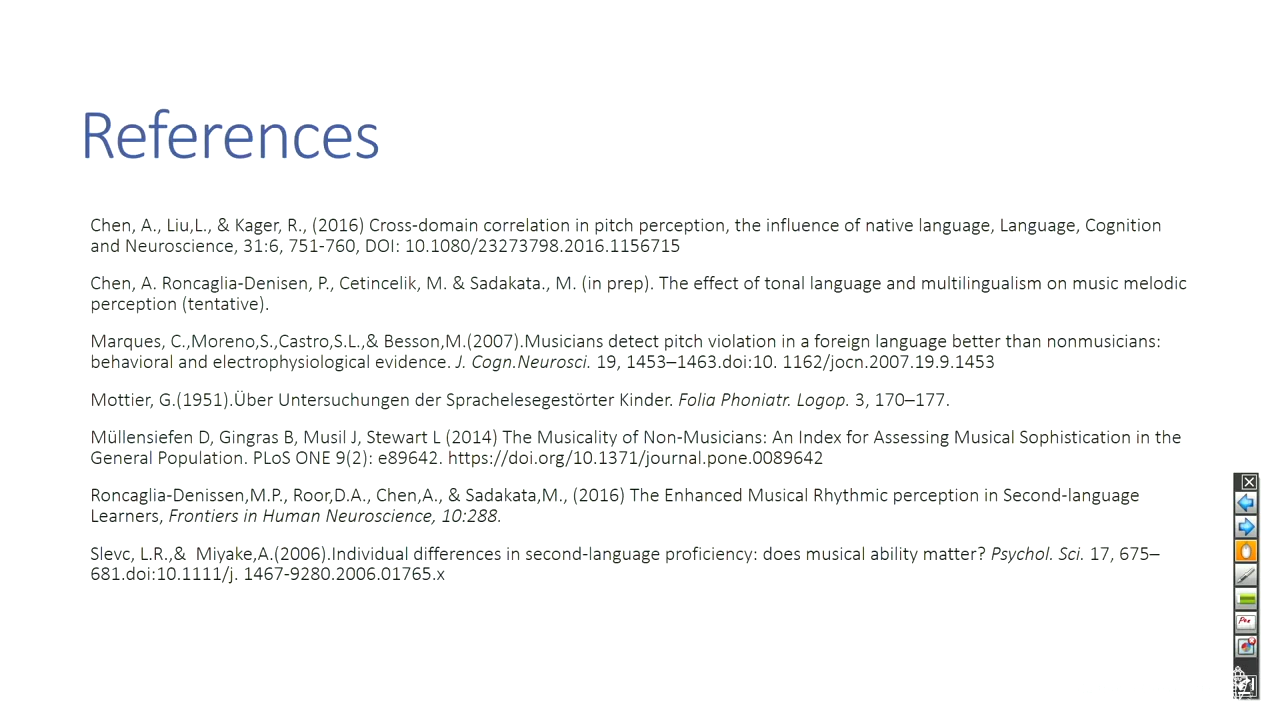 References
Chen, A., Liu,L., & Kager, R., (2016) Cross-domain correlation in pitch perception, the influence of native language, Language, Cognition
and Neuroscience, 31:6, 751-760, DOI: 10.1080/23273798.2016.1156715
Chen, A. Roncaglia-Denisen, P., Cetincelik, M. & Sadakata., M. (in prep). The effect of tonal language and multilingualism on music melodic
perception (tentative).
Marques, C.,Moreno,S.,Castro,S.L.,& Besson,M.(2007).Musicians detect pitch violation in a foreign language better than nonmusicians:
behavioral and electrophysiological evidence. J. Cogn.Neurosci. 19, 1453–1463.doi:10. 1162/jocn.2007.19.9.1453
Mottier, G.(1951).Über Untersuchungen der Sprachelesegestörter Kinder. Folia Phoniatr. Logop. 3, 170–177.
Müllensiefen D, Gingras B, Musil J, Stewart L (2014) The Musicality of Non-Musicians: An Index for Assessing Musical Sophistication in the
General Population. PLoS ONE 9(2): e89642. https://doi.org/10.1371/journal.pone.0089642
Roncaglia-Denissen,M.P., Roor,D.A., Chen,A., & Sadakata,M., (2016) The Enhanced Musical Rhythmic perception in Second-language
Learners, Frontiers in Human Neuroscience, 10:288.
Slevc, L.R.,&  Miyake,A.(2006).Individual differences in second-language proficiency: does musical ability matter? Psychol. Sci. 17, 675–
681.doi:10.1111/j. 1467-9280.2006.01765.x
Pen